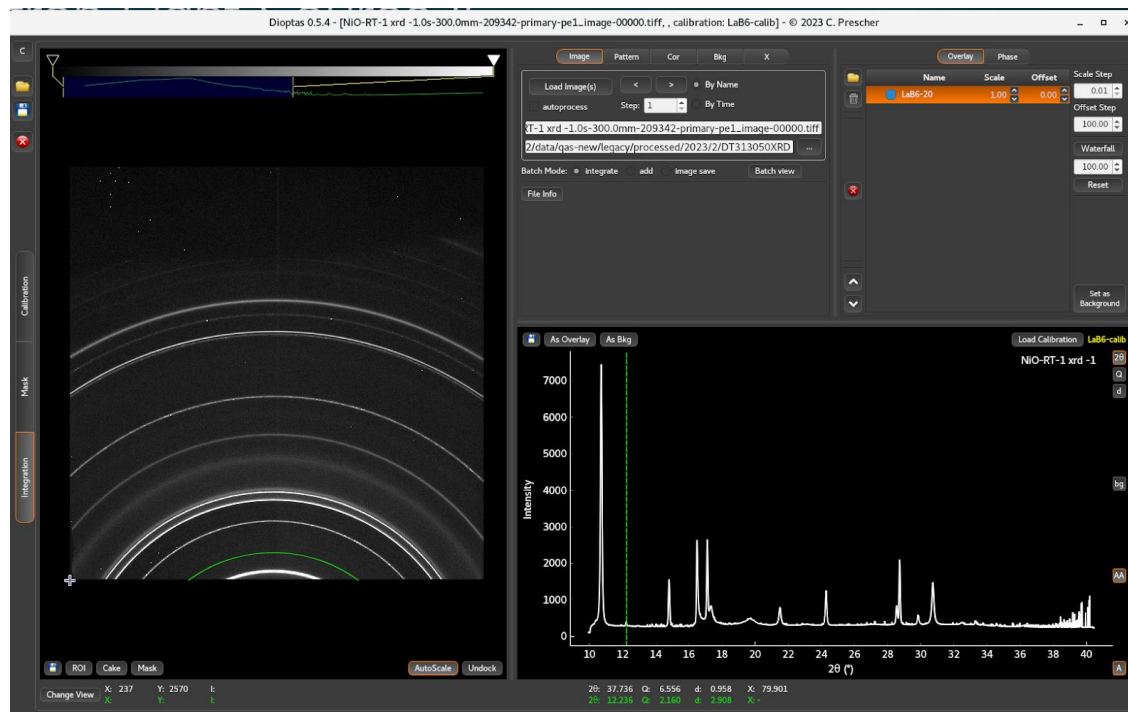 Dioptas 0.5.4 - [NiO-RT-1 xrd -1.0s-300.0mm-209342-primary-pe1_image-00000.tiff, , calibration: LaB6-calib] - © 2023 C. Prescher
C
Calibration
Mask
Integration
ROI Cake Mask AutoScale Undock
Change View X: 237 Y: 2570 I:
X: Y: I:
Image Pattern Cor Bkg X
Load Image(s) < > By Name
autoprocess Step: 1 By Time
RT-1 xrd -1.0s-300.0mm-209342-primary-pe1_image-00000.tiff
2/data/qas-new/legacy/processed/2023/2/DT313050XRD ...
Batch Mode: integrate add image save Batch view
File Info
Overlay Phase
Name Scale Offset
LaB6-20 1.00 0.00
Scale Step
0.01
Offset Step
100.00
Waterfall
100.00
Reset
Set as
Background
As Overlay As Bkg Load Calibration LaB6-calib
NiO-RT-1 xrd -1
2θ
Q
d
bg
AA
A
Intensity
7000
6000
5000
4000
3000
2000
1000
0
10 12 14 16 18 20 22 24 26 28 30 32 34 36 38 40
2θ (°)
2θ: 37.736 Q: 6.556 d: 0.958 X: 79.901
2θ: 12.236 Q: 2.160 d: 2.908 X: -